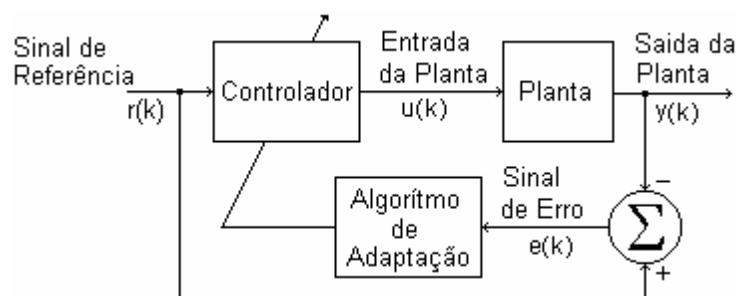 Sinal de
Referência
r(k)
Controlador
Entrada
da Planta
u(k)
Planta
Saida da
Planta
y(k)
Algorítmo
de
Adaptação
Sinal
de Erro
e(k)
−
Σ
+